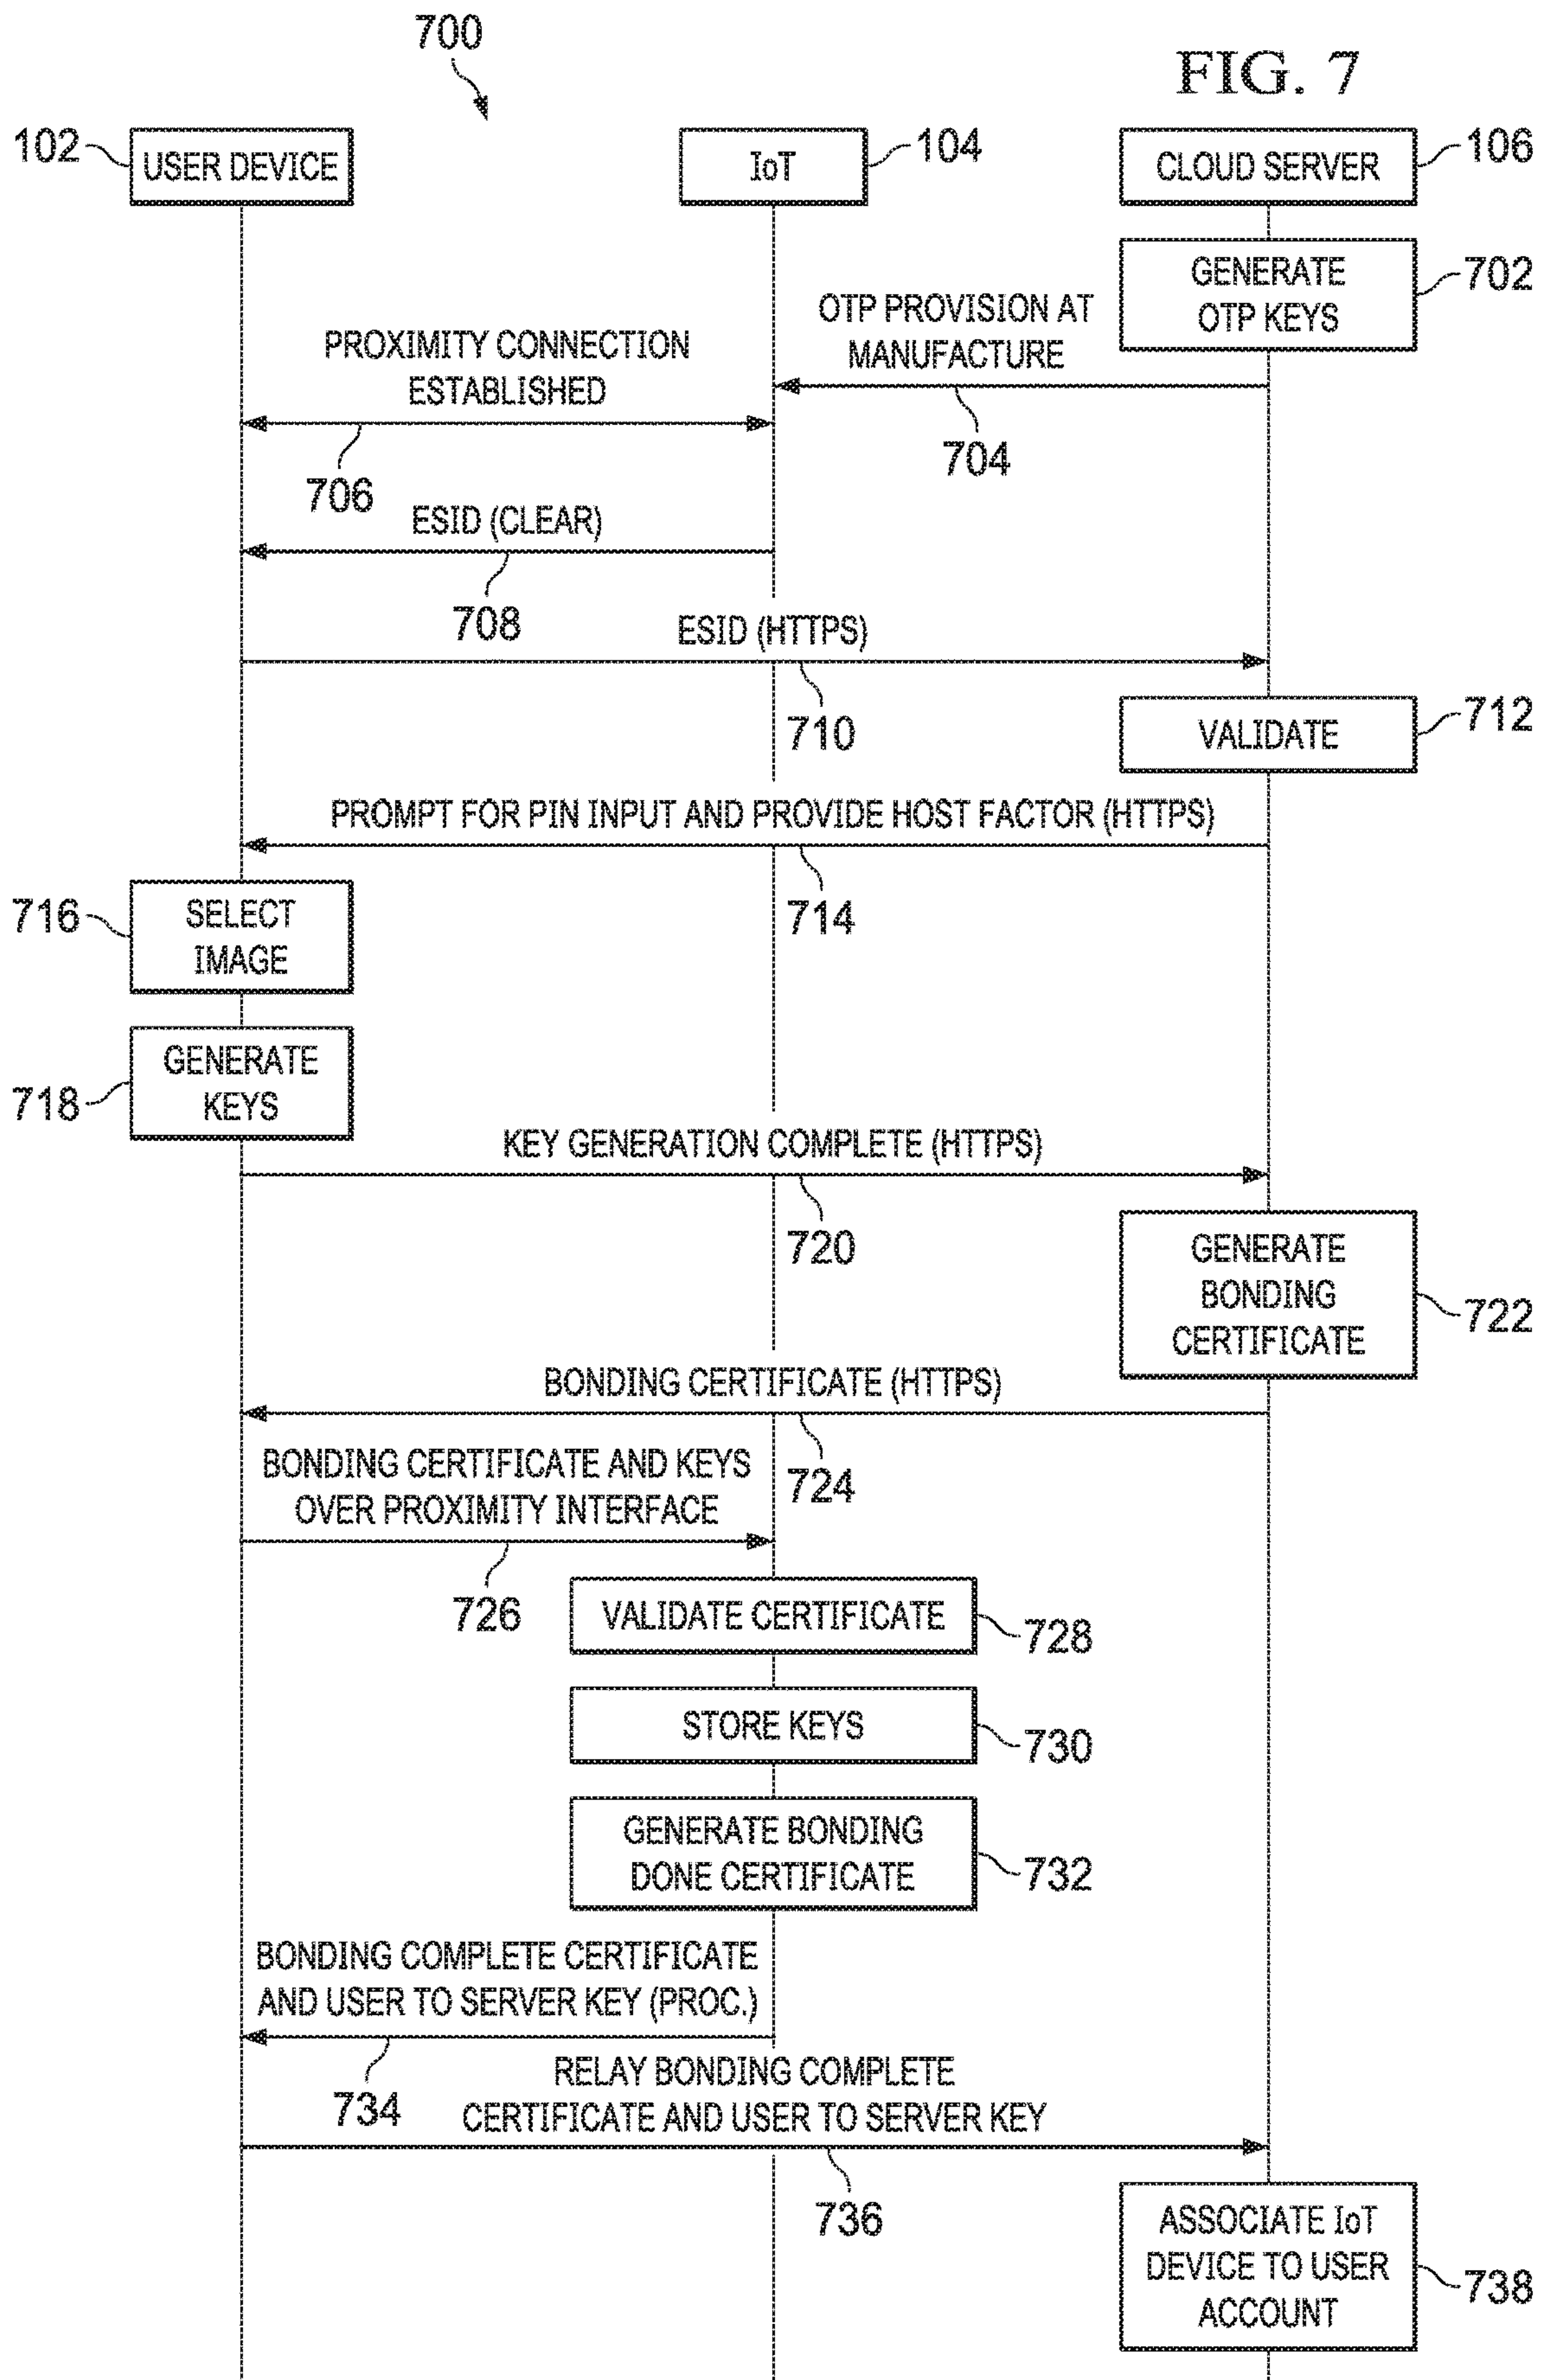 700
FIG. 7
102
USER DEVICE
IoT
104
CLOUD SERVER
106
GENERATE
OTP KEYS
702
OTP PROVISION AT
MANUFACTURE
704
PROXIMITY CONNECTION
ESTABLISHED
706
ESID (CLEAR)
708
ESID (HTTPS)
710
VALIDATE
712
PROMPT FOR PIN INPUT AND PROVIDE HOST FACTOR (HTTPS)
714
716
SELECT
IMAGE
718
GENERATE
KEYS
KEY GENERATION COMPLETE (HTTPS)
720
GENERATE
BONDING
CERTIFICATE
722
BONDING CERTIFICATE (HTTPS)
724
BONDING CERTIFICATE AND KEYS
OVER PROXIMITY INTERFACE
726
VALIDATE CERTIFICATE
728
STORE KEYS
730
GENERATE BONDING
DONE CERTIFICATE
732
BONDING COMPLETE CERTIFICATE
AND USER TO SERVER KEY (PROC.)
734
RELAY BONDING COMPLETE
CERTIFICATE AND USER TO SERVER KEY
736
ASSOCIATE IoT
DEVICE TO USER
ACCOUNT
738